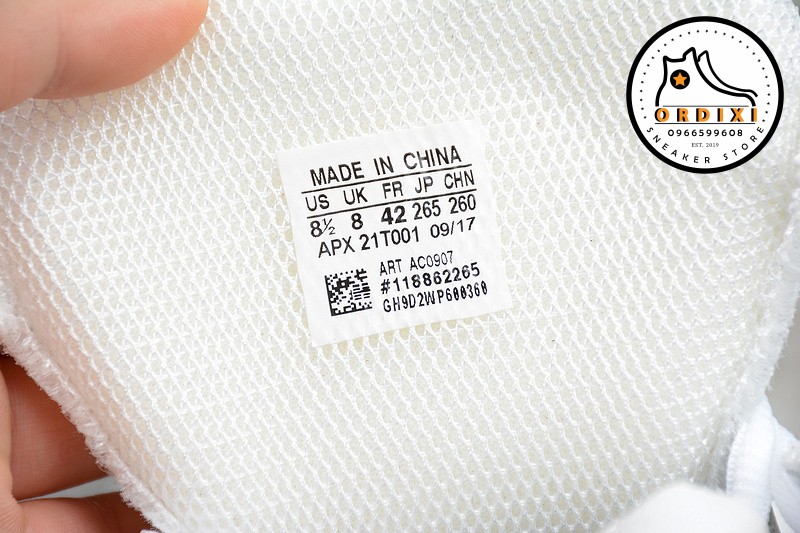 ORDIXI
0966599608
EST, 2019
SNEAKER STORE
MADE IN CHINA
US UK FR JP CHN
8½ 8 42 265 260
APX 21T001 09/17
ART AC0907
#118862265
GH9D2WP600360